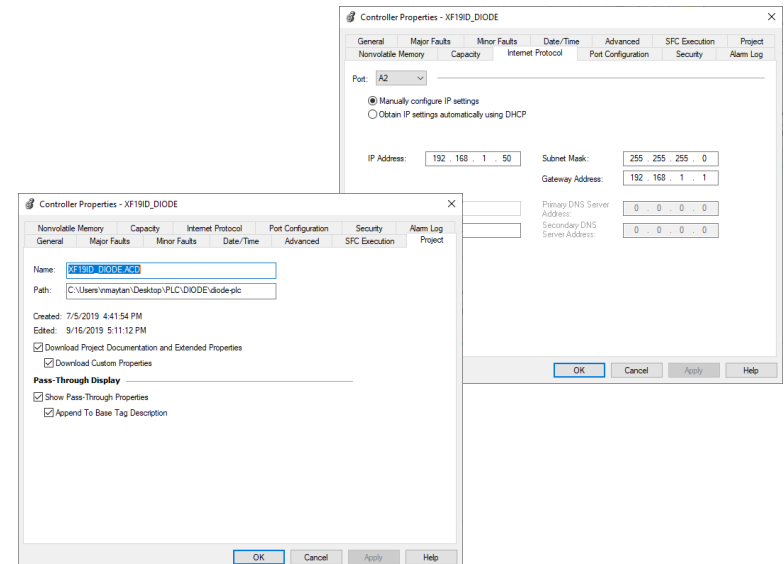 Controller Properties - XF19ID_DIODE
General Major Faults Minor Faults Date/Time Advanced SFC Execution Project
Nonvolatile Memory Capacity Internet Protocol Port Configuration Security Alarm Log
Port: A2
Manually configure IP settings
Obtain IP settings automatically using DHCP
IP Address: 192 . 168 . 1 . 50 Subnet Mask: 255 . 255 . 255 . 0
Gateway Address: 192 . 168 . 1 . 1
Primary DNS Server
Address: 0 . 0 . 0 . 0
Secondary DNS
Server Address: 0 . 0 . 0 . 0
OK Cancel Apply Help
Controller Properties - XF19ID_DIODE
Nonvolatile Memory Capacity Internet Protocol Port Configuration Security Alarm Log
General Major Faults Minor Faults Date/Time Advanced SFC Execution Project
Name: XF19ID_DIODE.ACD
Path: C:\Users\nmaytan\Desktop\PLC\DIODE\diode-plc
Created: 7/5/2019 4:41:54 PM
Edited: 9/16/2019 5:11:12 PM
Download Project Documentation and Extended Properties
Download Custom Properties
Pass-Through Display
Show Pass-Through Properties
Append To Base Tag Description
OK Cancel Apply Help